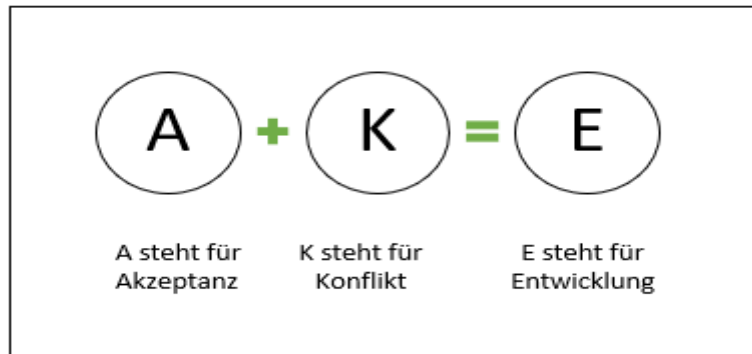 A + K = E
A steht für
Akzeptanz
K steht für
Konflikt
E steht für
Entwicklung